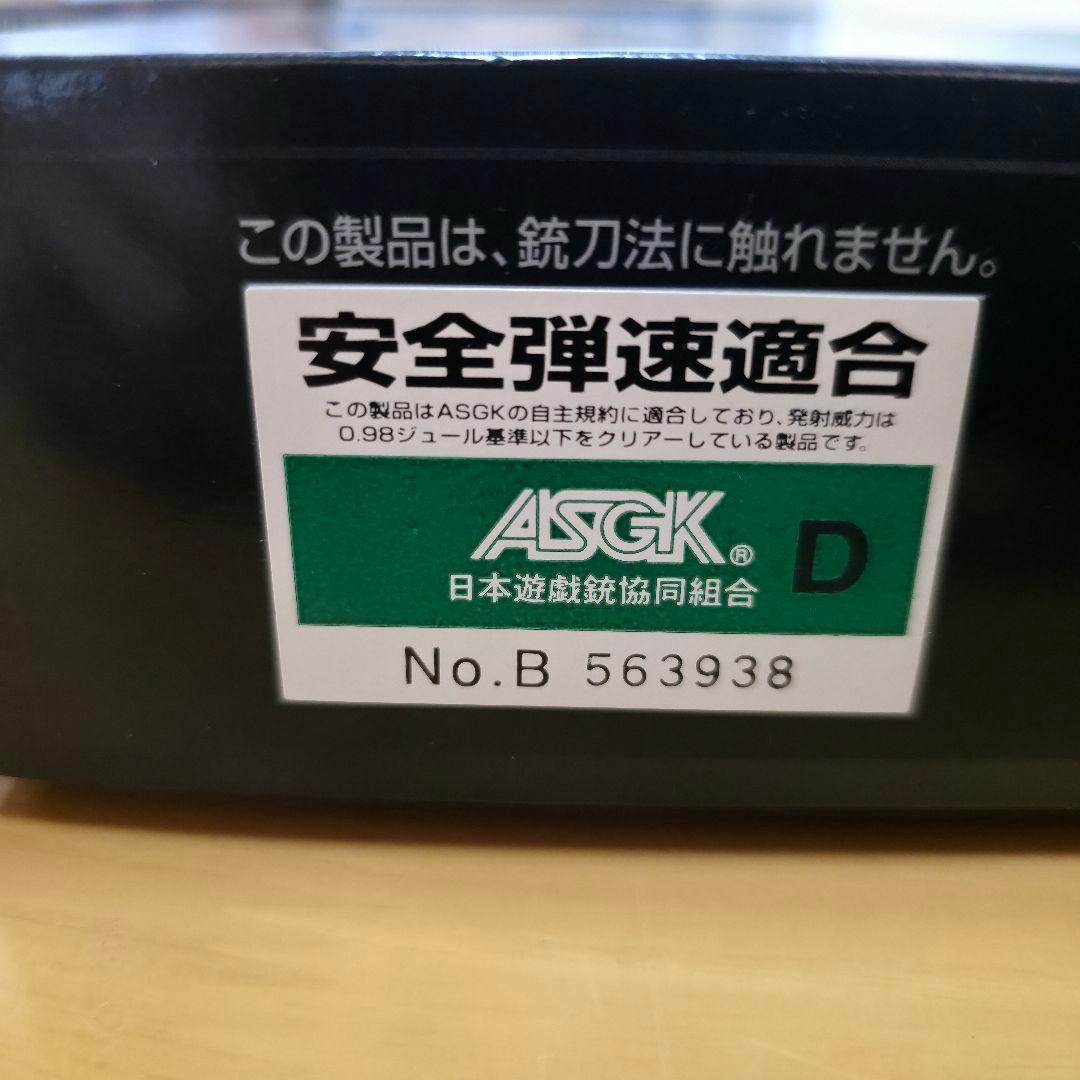 この製品は、銃刀法に触れません。
安全弾速適合
この製品はASGKの自主規約に適合しており、発射威力は
0.98ジュール基準以下をクリアーしている製品です。
ASGK® D
日本遊戯銃協同組合
No.B 563938